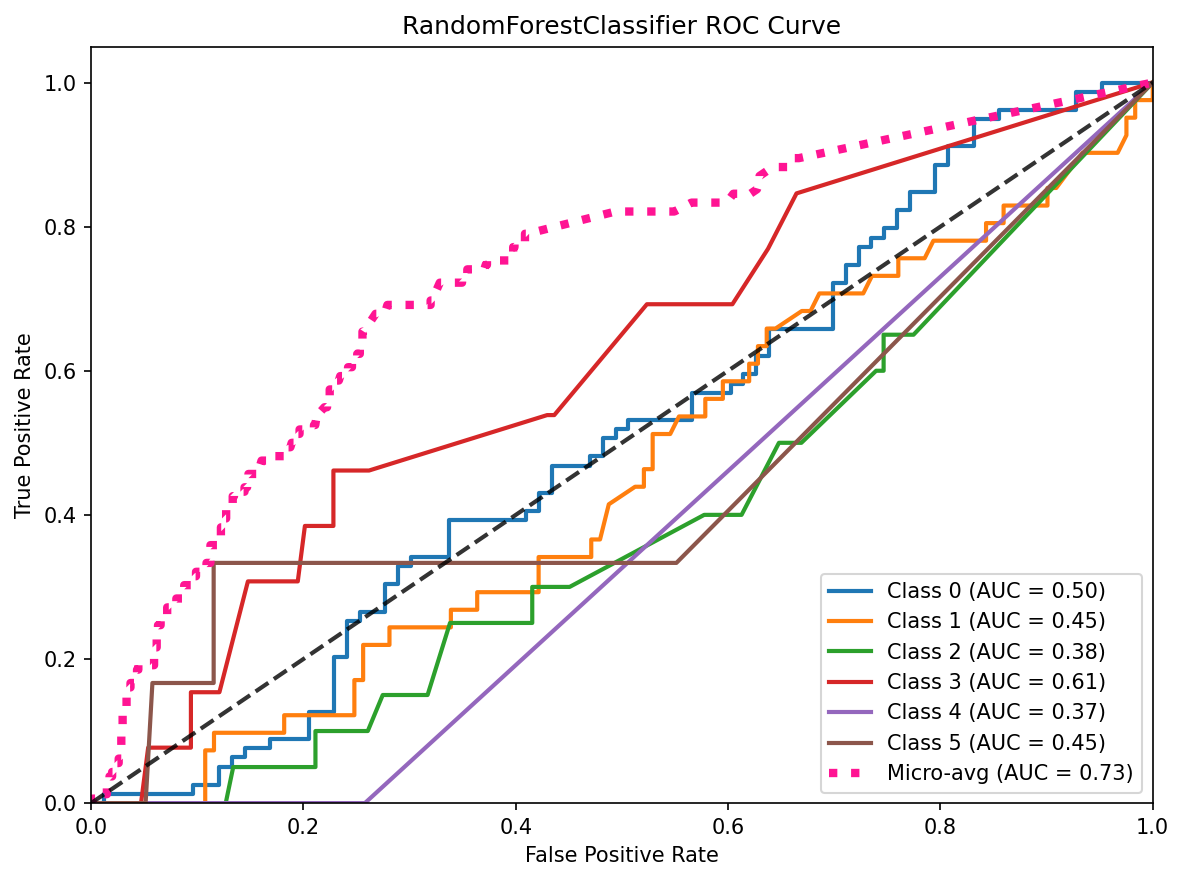 RandomForestClassifier ROC Curve
True Positive Rate
1.0
0.8
0.6
0.4
0.2
0.0
0.0 0.2 0.4 0.6 0.8 1.0
False Positive Rate
Class 0 (AUC = 0.50)
Class 1 (AUC = 0.45)
Class 2 (AUC = 0.38)
Class 3 (AUC = 0.61)
Class 4 (AUC = 0.37)
Class 5 (AUC = 0.45)
Micro-avg (AUC = 0.73)